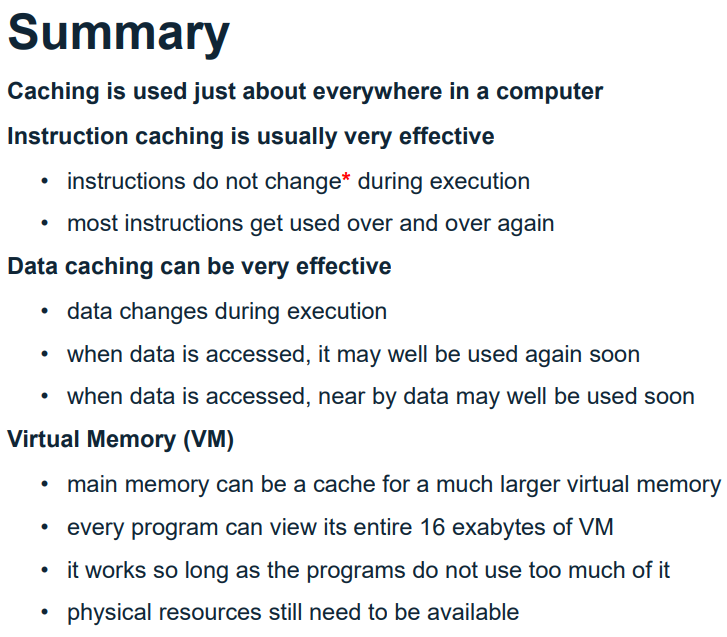 Summary
Caching is used just about everywhere in a computer
Instruction caching is usually very effective
• instructions do not change* during execution
• most instructions get used over and over again
Data caching can be very effective
• data changes during execution
• when data is accessed, it may well be used again soon
• when data is accessed, near by data may well be used soon
Virtual Memory (VM)
• main memory can be a cache for a much larger virtual memory
• every program can view its entire 16 exabytes of VM
• it works so long as the programs do not use too much of it
• physical resources still need to be available